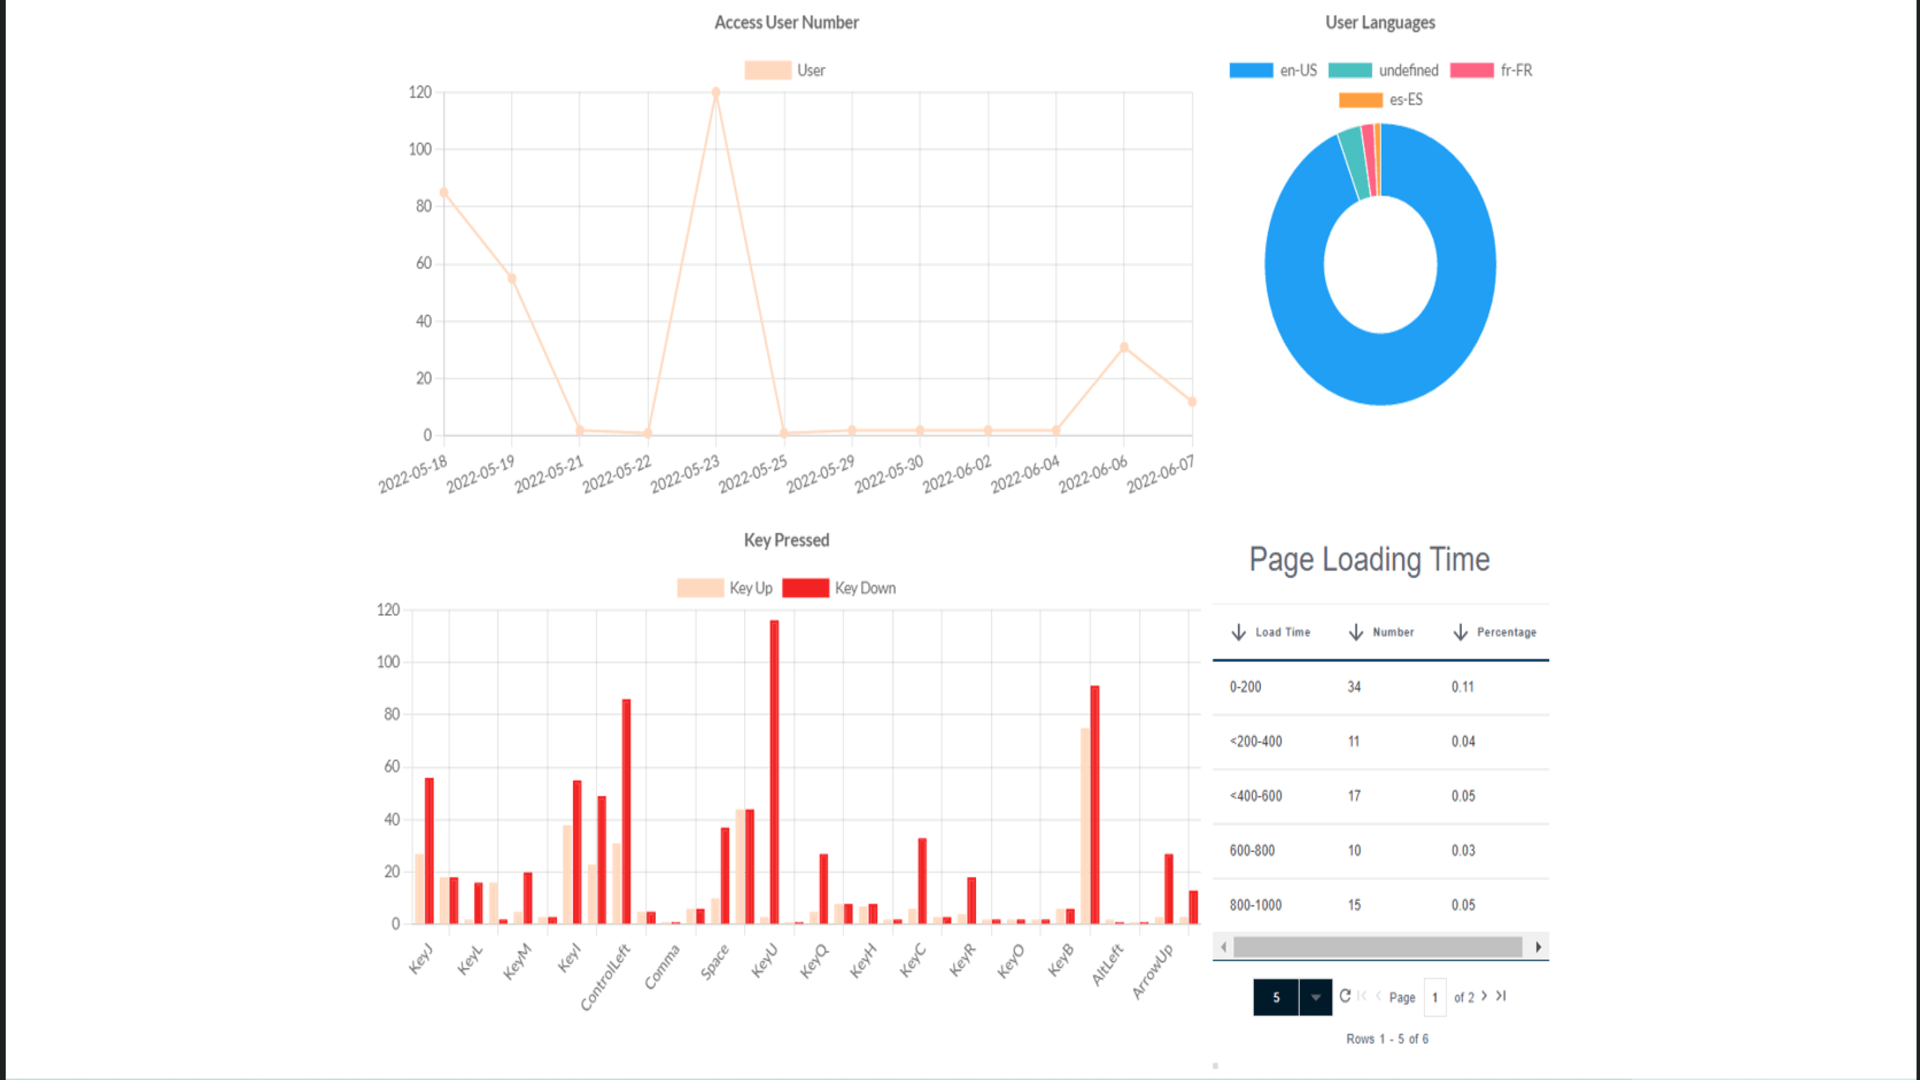 Access User Number
User
120
100
80
60
40
20
0
2022-05-18 2022-05-19 2022-05-21 2022-05-22 2022-05-23 2022-05-25 2022-05-29 2022-05-30 2022-06-02 2022-06-04 2022-06-06 2022-06-07
User Languages
en-US undefined fr-FR
es-ES
Key Pressed
Key Up Key Down
120
100
80
60
40
20
0
KeyJ KeyL KeyM KeyI ControlLeft Comma Space KeyU KeyQ KeyH KeyC KeyR KeyO KeyB AltLeft ArrowUp
Page Loading Time
Load Time Number Percentage
0-200 34 0.11
<200-400 11 0.04
<400-600 17 0.05
600-800 10 0.03
800-1000 15 0.05
5 Page 1 of 2
Rows 1 - 5 of 6